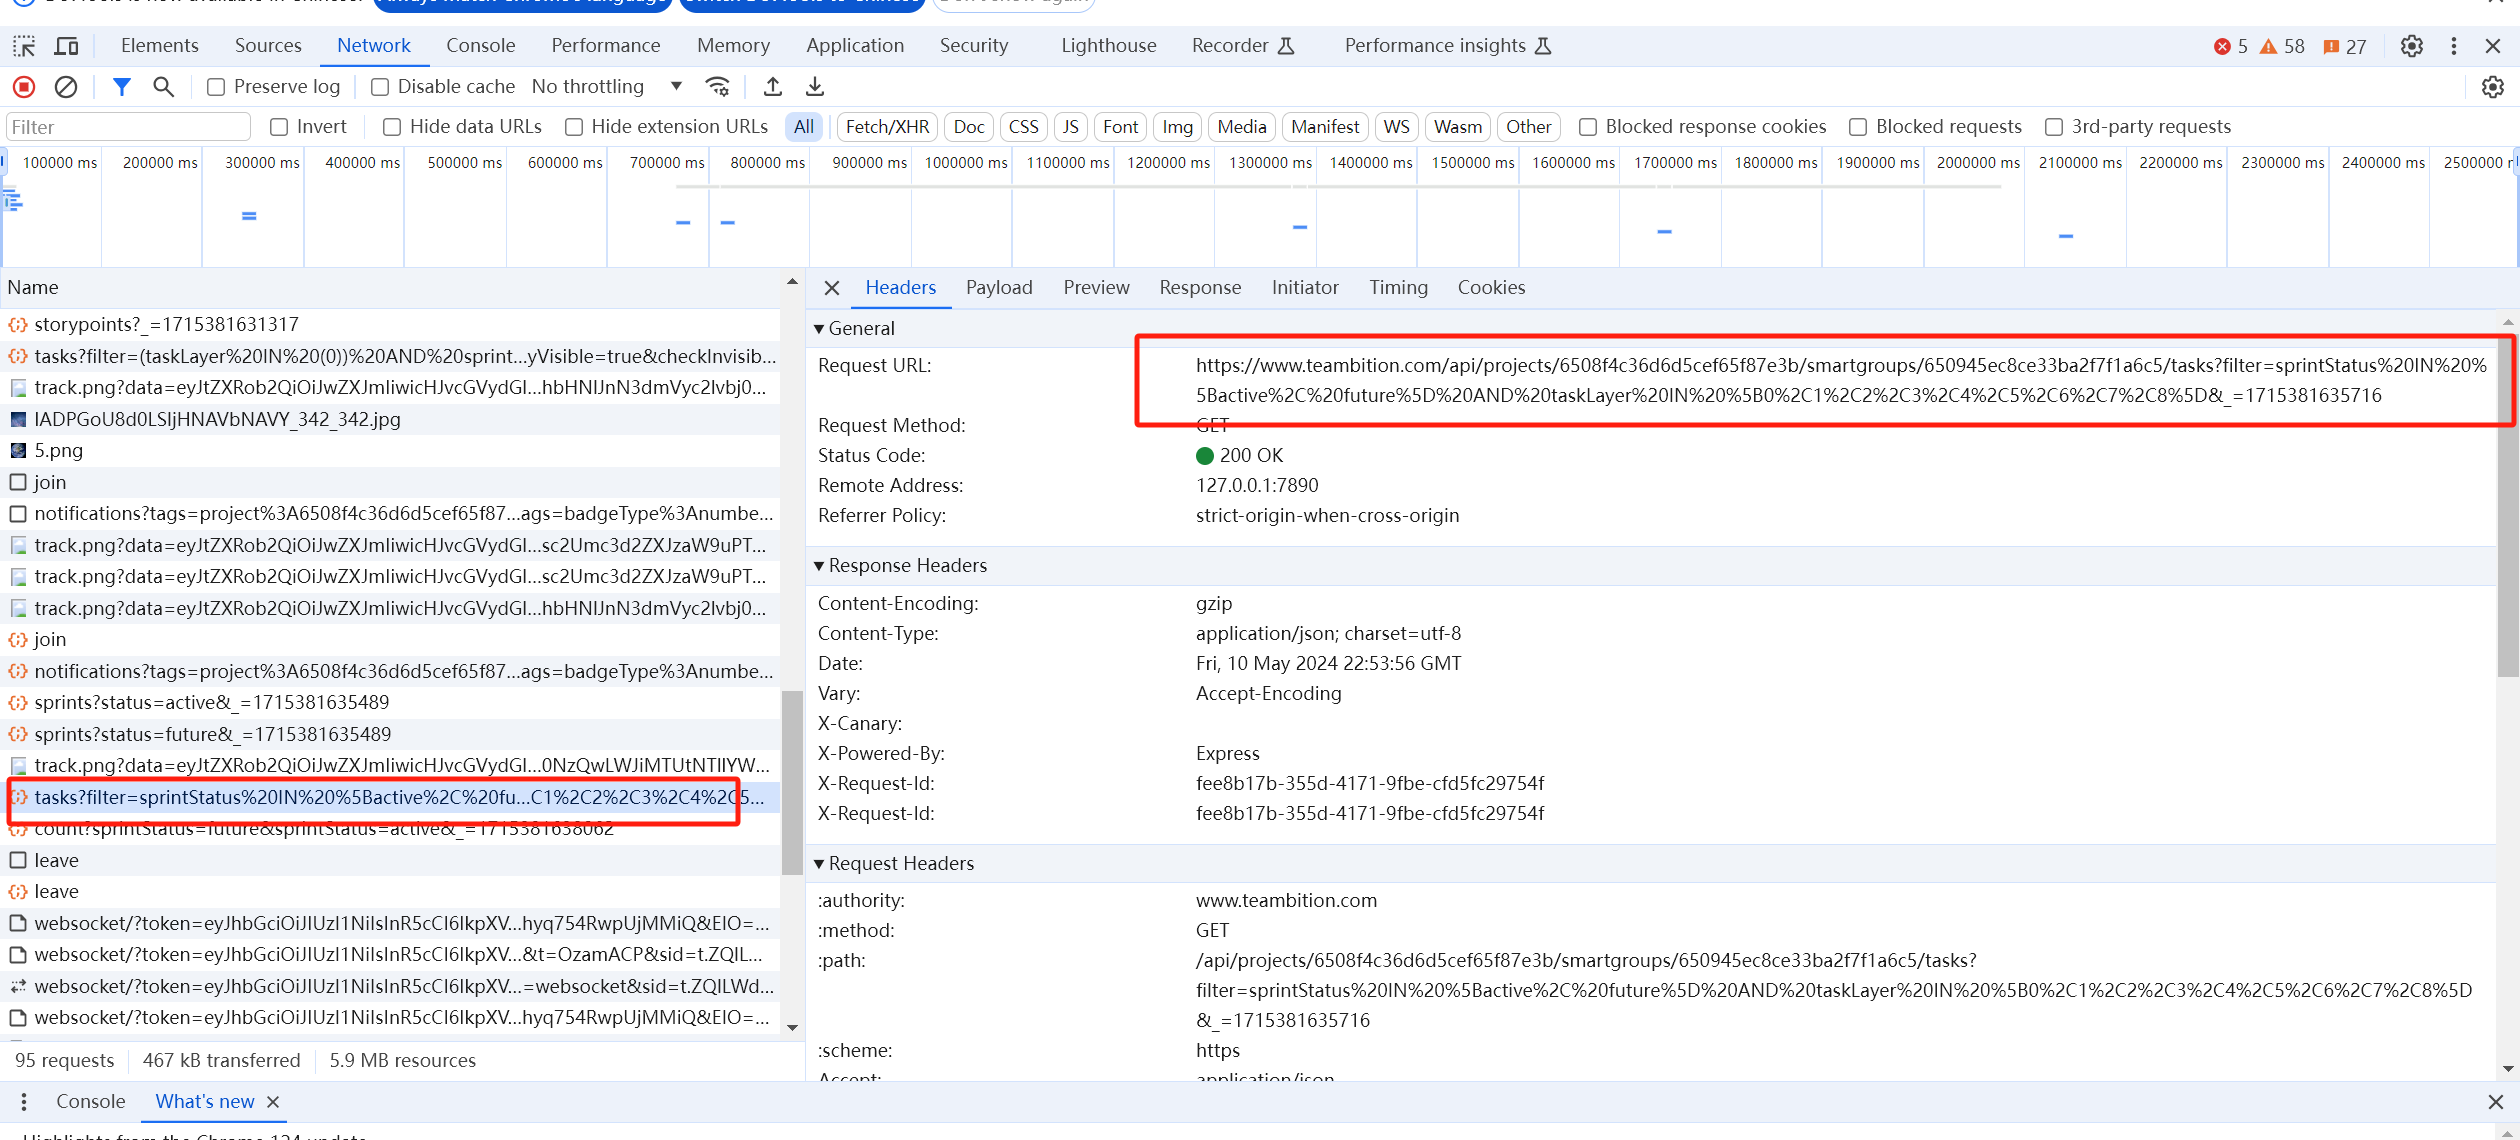 Elements Sources Network Console Performance Memory Application Security Lighthouse Recorder Performance insights 5 58 27
Preserve log Disable cache No throttling
Filter Invert Hide data URLs Hide extension URLs All Fetch/XHR Doc CSS JS Font Img Media Manifest WS Wasm Other Blocked response cookies Blocked requests 3rd-party requests
100000 ms 200000 ms 300000 ms 400000 ms 500000 ms 600000 ms 700000 ms 800000 ms 900000 ms 1000000 ms 1100000 ms 1200000 ms 1300000 ms 1400000 ms 1500000 ms 1600000 ms 1700000 ms 1800000 ms 1900000 ms 2000000 ms 2100000 ms 2200000 ms 2300000 ms 2400000 ms 2500000
Name
storypoints?_=1715381631317
tasks?filter=(taskLayer%20IN%20(0))%20AND%20sprint...yVisible=true&checkInvisib...
track.png?data=eyJtZXRob2QiOiJwZXJmIiwicHJvcGVydGl...hbHNlJnN3dmVyc2lvbj0...
lADPGoU8d0LSljHNAVbNAVY_342_342.jpg
5.png
join
notifications?tags=project%3A6508f4c36d6d5cef65f87...ags=badgeType%3Anumbe...
track.png?data=eyJtZXRob2QiOiJwZXJmIiwicHJvcGVydGl...sc2Umc3d2ZXJzaW9uPT...
track.png?data=eyJtZXRob2QiOiJwZXJmIiwicHJvcGVydGl...sc2Umc3d2ZXJzaW9uPT...
track.png?data=eyJtZXRob2QiOiJwZXJmIiwicHJvcGVydGl...hbHNlJnN3dmVyc2lvbj0...
join
notifications?tags=project%3A6508f4c36d6d5cef65f87...ags=badgeType%3Anumbe...
sprints?status=active&_=1715381635489
sprints?status=future&_=1715381635489
track.png?data=eyJtZXRob2QiOiJwZXJmIiwicHJvcGVydGl...0NzQwLWJiMTUtNTllYW...
tasks?filter=sprintStatus%20IN%20%5Bactive%2C%20fu...C1%2C2%2C3%2C4%2C5...
count?sprintStatus=future&sprintStatus=active&_=1715381638062
leave
leave
websocket/?token=eyJhbGciOiJIUzI1NiIsInR5cCI6IkpXV...hyq754RwpUjMMiQ&EIO=...
websocket/?token=eyJhbGciOiJIUzI1NiIsInR5cCI6IkpXV...&t=OzamACP&sid=t.ZQlL...
websocket/?token=eyJhbGciOiJIUzI1NiIsInR5cCI6IkpXV...=websocket&sid=t.ZQlLWd...
websocket/?token=eyJhbGciOiJIUzI1NiIsInR5cCI6IkpXV...hyq754RwpUjMMiQ&EIO=...
95 requests 467 kB transferred 5.9 MB resources
Headers Payload Preview Response Initiator Timing Cookies
General
Request URL: https://www.teambition.com/api/projects/6508f4c36d6d5cef65f87e3b/smartgroups/650945ec8ce33ba2f7f1a6c5/tasks?filter=sprintStatus%20IN%20%
5Bactive%2C%20future%5D%20AND%20taskLayer%20IN%20%5B0%2C1%2C2%2C3%2C4%2C5%2C6%2C7%2C8%5D&_=1715381635716
Request Method: GET
Status Code: 200 OK
Remote Address: 127.0.0.1:7890
Referrer Policy: strict-origin-when-cross-origin
Response Headers
Content-Encoding: gzip
Content-Type: application/json; charset=utf-8
Date: Fri, 10 May 2024 22:53:56 GMT
Vary: Accept-Encoding
X-Canary:
X-Powered-By: Express
X-Request-Id: fee8b17b-355d-4171-9fbe-cfd5fc29754f
X-Request-Id: fee8b17b-355d-4171-9fbe-cfd5fc29754f
Request Headers
:authority: www.teambition.com
:method: GET
:path: /api/projects/6508f4c36d6d5cef65f87e3b/smartgroups/650945ec8ce33ba2f7f1a6c5/tasks?
filter=sprintStatus%20IN%20%5Bactive%2C%20future%5D%20AND%20taskLayer%20IN%20%5B0%2C1%2C2%2C3%2C4%2C5%2C6%2C7%2C8%5D
&_=1715381635716
:scheme: https
Accept: application/json
Console What's new
Highlights from the Chrome 124 update